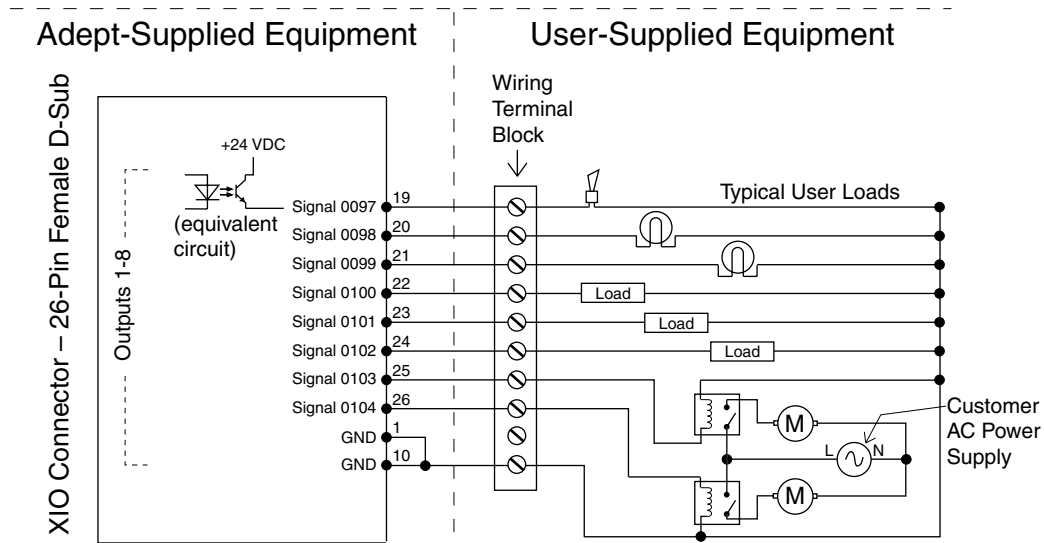 Adept-Supplied Equipment
User-Supplied Equipment
XIO Connector – 26-Pin Female D-Sub
Wiring
Terminal
Block
+24 VDC
(equivalent
circuit)
Outputs 1-8
Typical User Loads
Signal 0097 19
Signal 0098 20
Signal 0099 21
Signal 0100 22
Load
Signal 0101 23
Load
Signal 0102 24
Load
Signal 0103 25
Signal 0104 26
GND 1
GND 10
M
L
N
M
Customer
AC Power
Supply